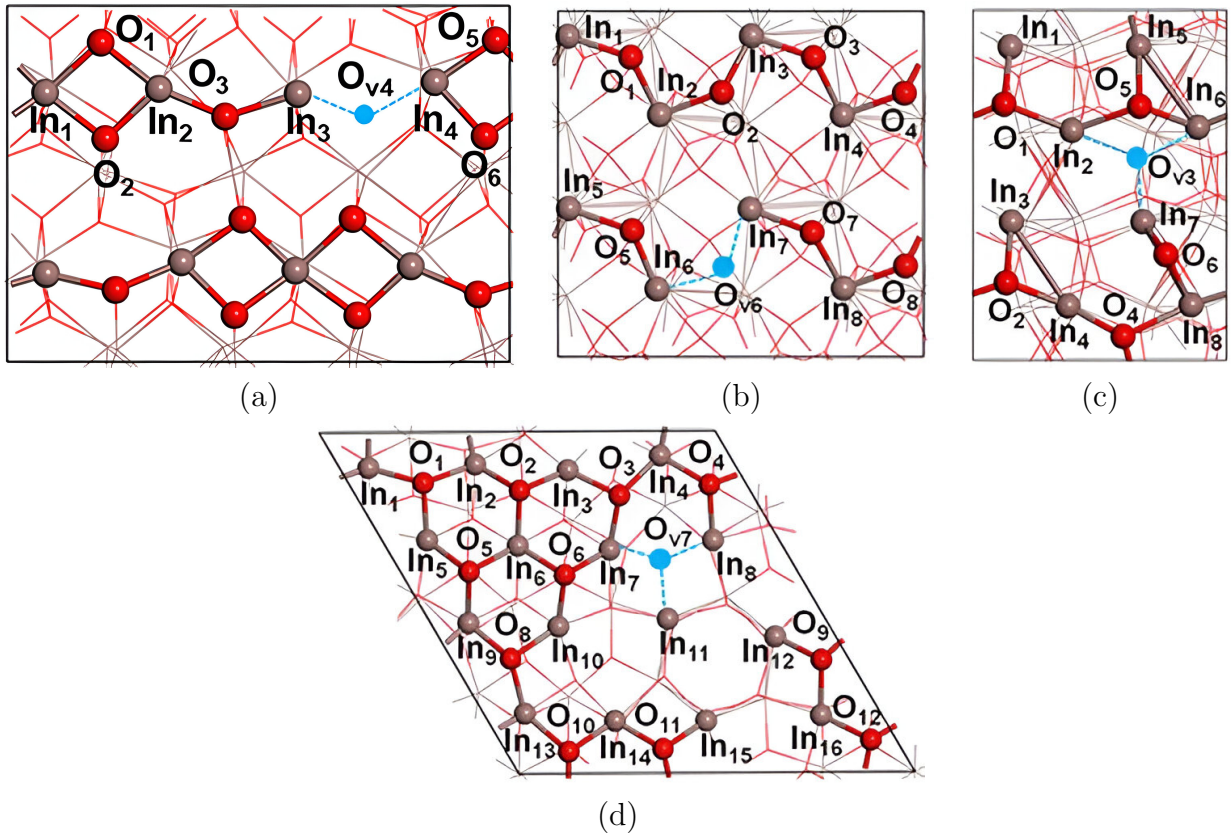 O₁ O₅
O₃ Oᵥ₄
In₁ In₂ In₃ In₄
O₂ O₆
(a)
In₁ O₃
In₃
O₁ In₂
O₂ In₄ O₄
In₅ O₇
O₅ In₆ In₇
Oᵥ₆ In₈ O₈
(b)
In₁ In₅
O₅ In₆
O₁ In₂ Oᵥ₃
In₃ In₇
O₆
O₂ In₄ O₄ In₈
(c)
O₁ O₂ O₃ O₄
In₁ In₂ In₃ In₄
O₅ O₆ Oᵥ₇
In₅ In₆ In₇ In₈
O₈ O₉
In₉ In₁₀ In₁₁ In₁₂
O₁₀ O₁₁ O₁₂
In₁₃ In₁₄ In₁₅ In₁₆
(d)